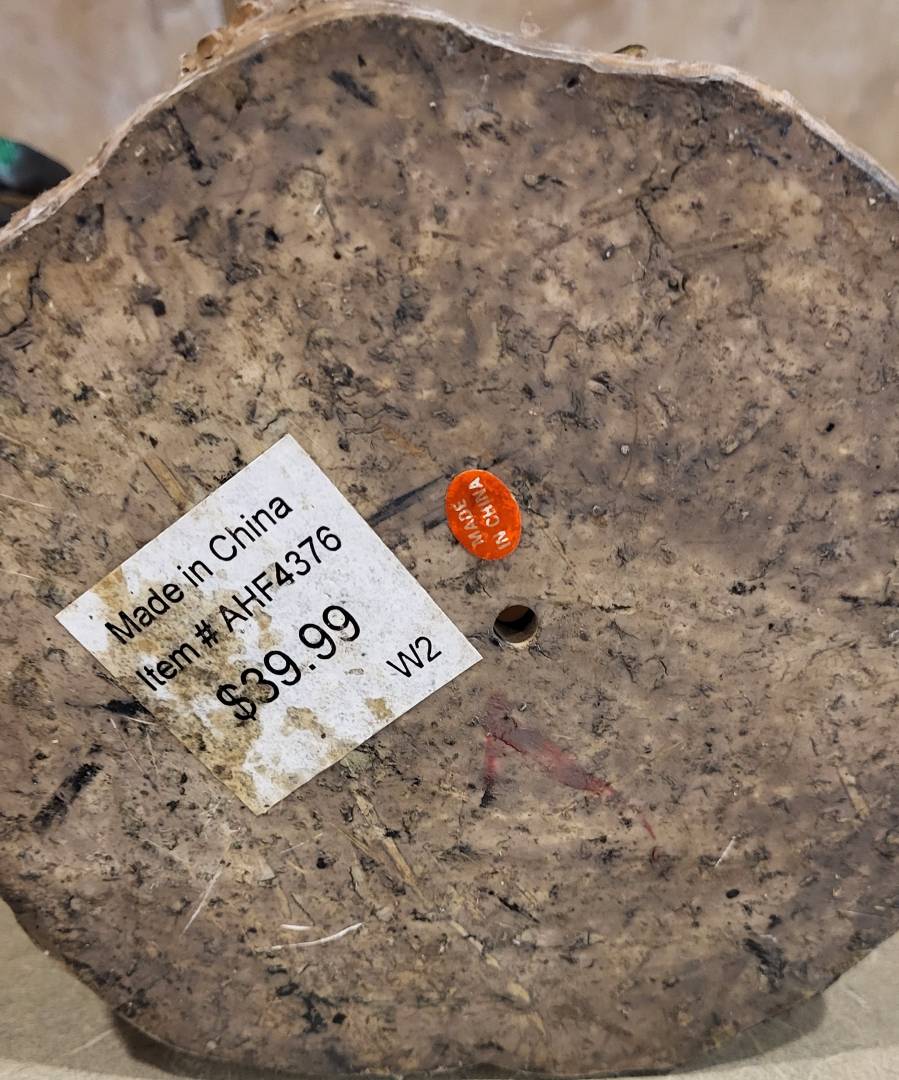 Made in China
Item # AHF4376
$39.99
W2
MADE
IN CHINA